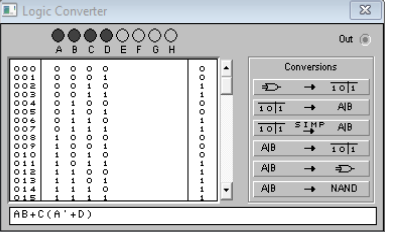 Logic Converter
Out
A B C D E F G H
000 0 0 0 0 0
001 0 0 0 1 0
002 0 0 1 0 1
003 0 0 1 1 1
004 0 1 0 0 0
005 0 1 0 1 0
006 0 1 1 0 1
007 0 1 1 1 1
008 1 0 0 0 0
009 1 0 0 1 0
010 1 0 1 0 0
011 1 0 1 1 1
012 1 1 0 0 1
013 1 1 0 1 1
014 1 1 1 0 1
015 1 1 1 1 1
Conversions
→ 1 0 1
1 0 1 → A|B
1 0 1 SIMP → A|B
A|B → 1 0 1
A|B →
A|B → NAND
AB+C(A'+D)